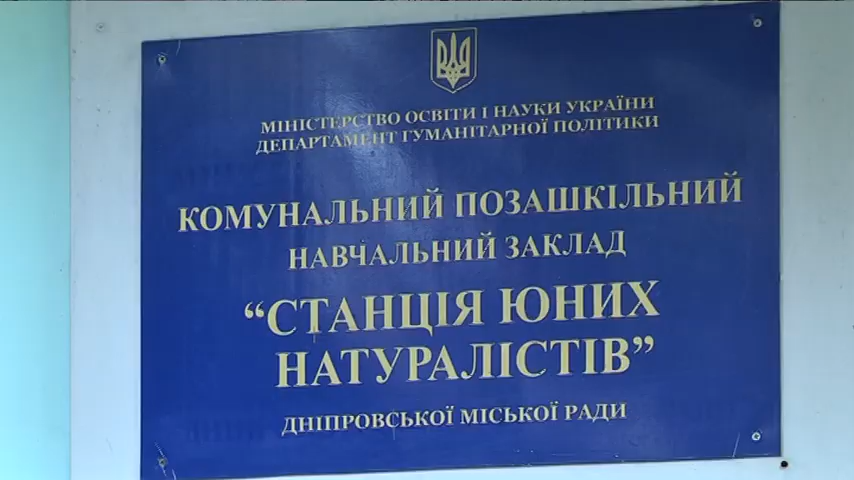 МІНІСТЕРСТВО ОСВІТИ І НАУКИ УКРАЇНИ
ДЕПАРТАМЕНТ ГУМАНІТАРНОЇ ПОЛІТИКИ
КОМУНАЛЬНИЙ ПОЗАШКІЛЬНИЙ
НАВЧАЛЬНИЙ ЗАКЛАД
“СТАНЦІЯ ЮНИХ
НАТУРАЛІСТІВ”
ДНІПРОВСЬКОЇ МІСЬКОЇ РАДИ